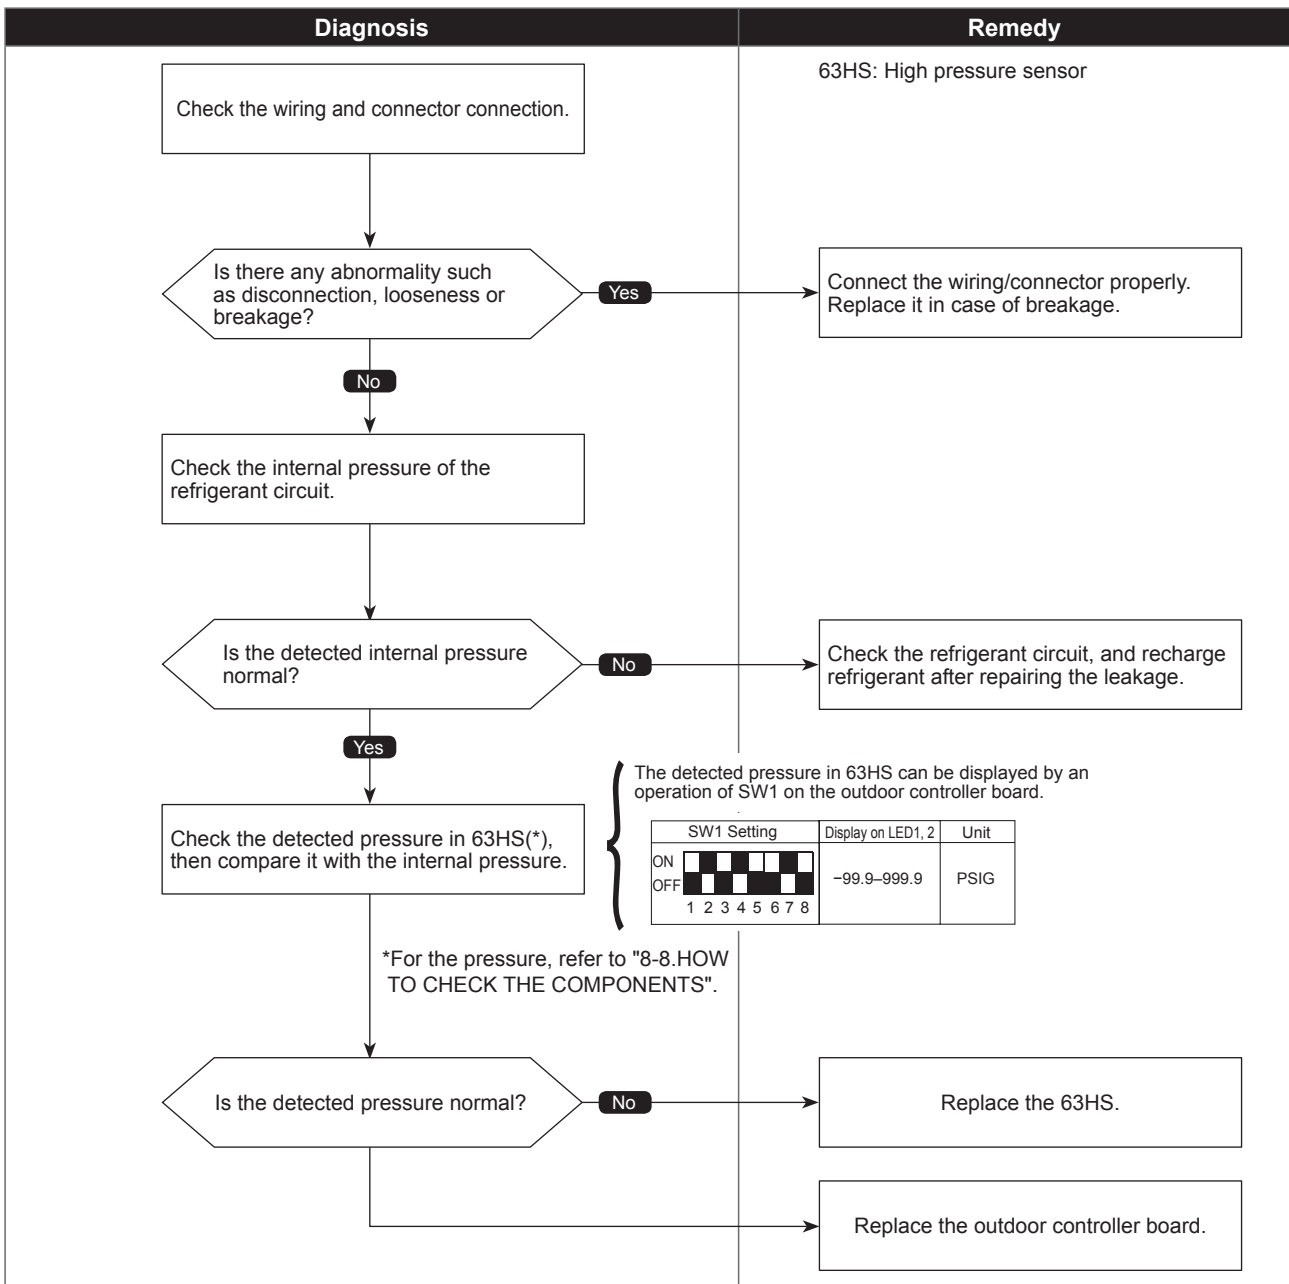 Diagnosis
Remedy
63HS: High pressure sensor
Check the wiring and connector connection.
Is there any abnormality such
as disconnection, looseness or
breakage?
Yes
Connect the wiring/connector properly.
Replace it in case of breakage.
No
Check the internal pressure of the
refrigerant circuit.
Is the detected internal pressure
normal?
No
Check the refrigerant circuit, and recharge
refrigerant after repairing the leakage.
Yes
Check the detected pressure in 63HS(*),
then compare it with the internal pressure.
The detected pressure in 63HS can be displayed by an
operation of SW1 on the outdoor controller board.
SW1 Setting
Display on LED1, 2
Unit
ON
OFF
1 2 3 4 5 6 7 8
−99.9–999.9
PSIG
*For the pressure, refer to "8-8.HOW
TO CHECK THE COMPONENTS".
Is the detected pressure normal?
No
Replace the 63HS.
Replace the outdoor controller board.